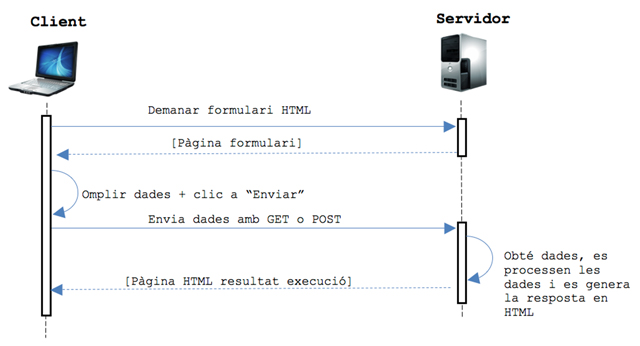 Client
Servidor
Demanar formulari HTML
[Pàgina formulari]
Omplir dades + clic a “Enviar”
Envia dades amb GET o POST
Obté dades, es
processen les
dades i es genera
la resposta en
HTML
[Pàgina HTML resultat execució]